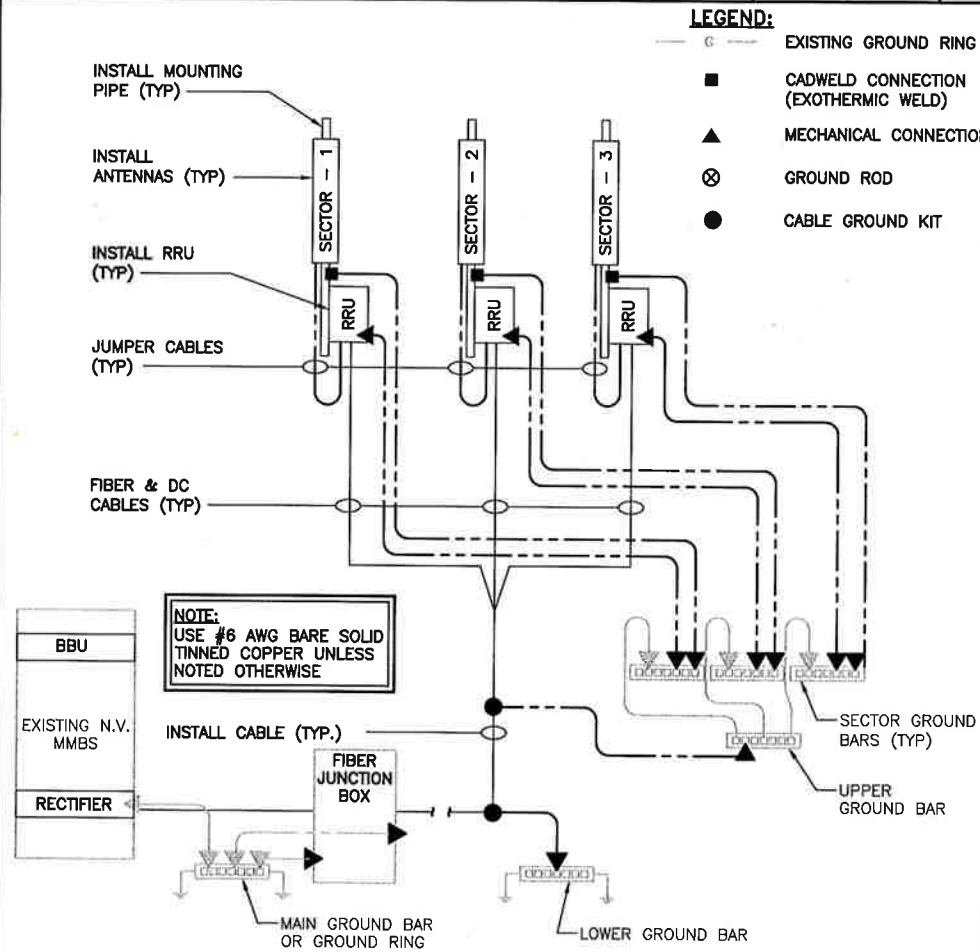 LEGEND:
G EXISTING GROUND RING
CADWELD CONNECTION
(EXOTHERMIC WELD)
MECHANICAL CONNECTION
GROUND ROD
CABLE GROUND KIT
INSTALL MOUNTING
PIPE (TYP)
INSTALL
ANTENNAS (TYP)
INSTALL RRU
(TYP)
JUMPER CABLES
(TYP)
FIBER & DC
CABLES (TYP)
SECTOR - 1
SECTOR - 2
SECTOR - 3
RRU
RRU
RRU
NOTE:
USE #6 AWG BARE SOLID
TINNED COPPER UNLESS
NOTED OTHERWISE
BBU
EXISTING N.V.
MMBS
RECTIFIER
INSTALL CABLE (TYP.)
FIBER
JUNCTION
BOX
SECTOR GROUND
BARS (TYP)
UPPER
GROUND BAR
MAIN GROUND BAR
OR GROUND RING
LOWER GROUND BAR